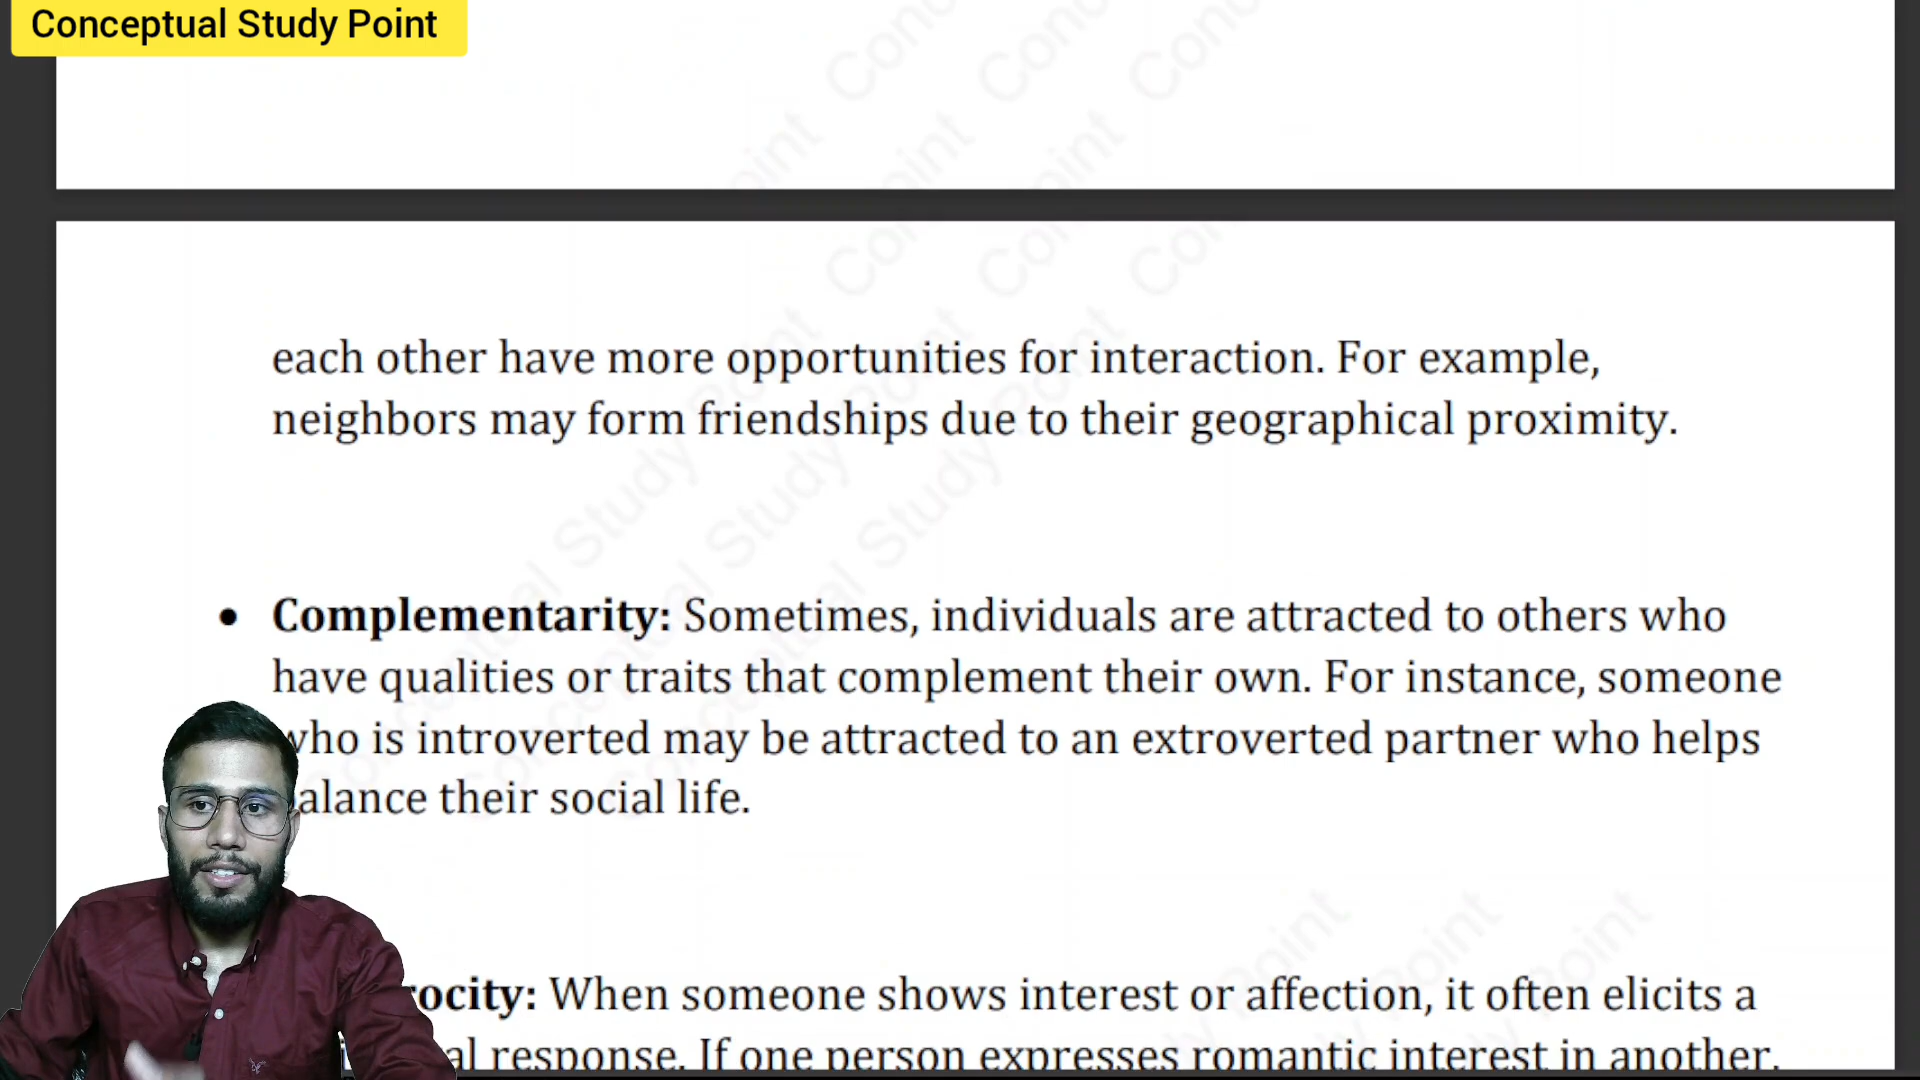 Conceptual Study Point
each other have more opportunities for interaction. For example,
neighbors may form friendships due to their geographical proximity.
• Complementarity: Sometimes, individuals are attracted to others who
have qualities or traits that complement their own. For instance, someone
who is introverted may be attracted to an extroverted partner who helps
balance their social life.
rocity: When someone shows interest or affection, it often elicits a
al response. If one person expresses romantic interest in another,